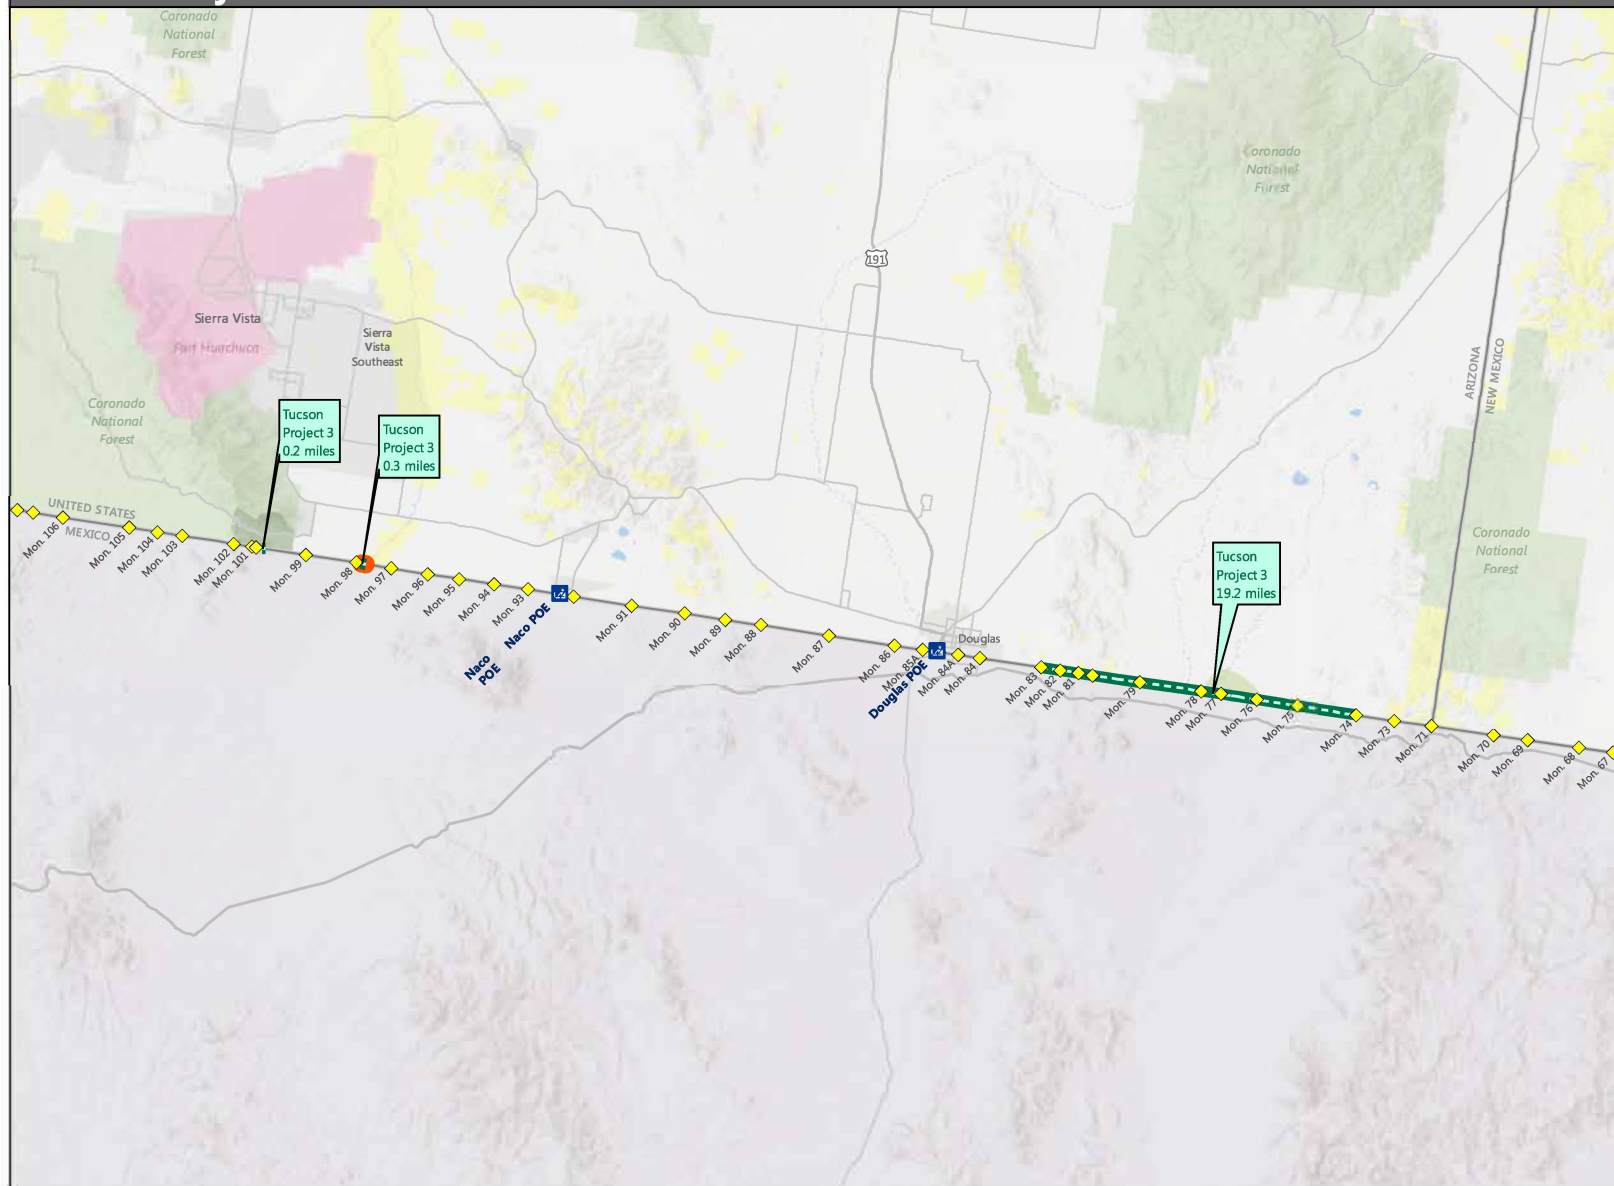 Coronado
National
Forest
Coronado
National
Forest
191
Sierra Vista
Fort Huachuca
Sierra
Vista
Southeast
ARIZONA
NEW MEXICO
Coronado
National
Forest
Tucson
Project 3
0.2 miles
Tucson
Project 3
0.3 miles
UNITED STATES
MEXICO
Coronado
National
Forest
Tucson
Project 3
19.2 miles
Douglas
Mon. 106
Mon. 105
Mon. 104
Mon. 103
Mon. 102
Mon. 101
Mon. 99
Mon. 98
Mon. 97
Mon. 96
Mon. 95
Mon. 94
Mon. 93
Naco POE
Naco
POE
Mon. 91
Mon. 90
Mon. 89
Mon. 88
Mon. 87
Mon. 86
Mon. 85A
Douglas POE
Mon. 84A
Mon. 84
Mon. 83
Mon. 82
Mon. 81
Mon. 79
Mon. 78
Mon. 77
Mon. 76
Mon. 75
Mon. 74
Mon. 73
Mon. 71
Mon. 70
Mon. 69
Mon. 68
Mon. 67